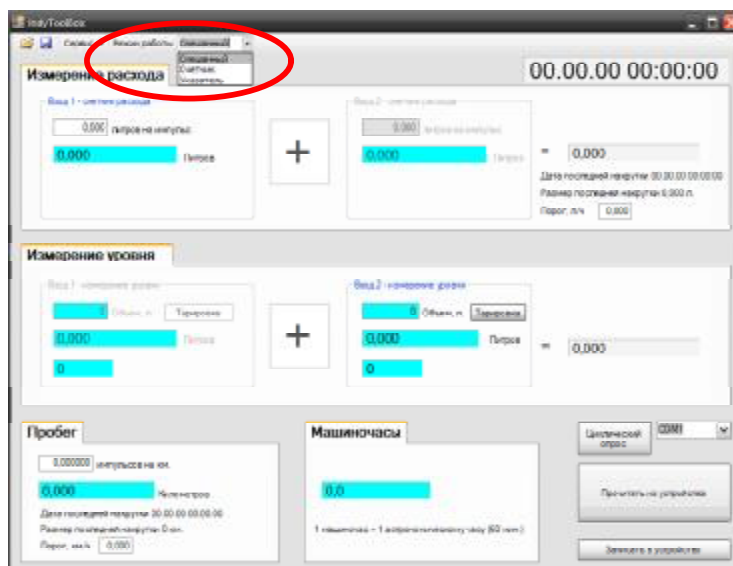 IndyToolBox
Сервис Режим работы Смешанный
Смешанный
Счетчик
Указатель
Измерение расхода
00.00.00 00:00:00
Вход 1 - счетчик расхода
Вход 2 - счетчик расхода
0,000 литров на импульс
0,000 литров на импульс
0,000 Литров
+
0,000 Литров
= 0,000
Дата последней накрутки 00.00.00 00:00:00
Размер последней накрутки 0,000 л.
Порог, л/ч 0,000
Измерение уровня
Вход 1 - измерение уровня
Вход 2 - измерение уровня
Объем, л. Тарировка
0 Объем, л. Тарировка
0,000 Литров
+
0,000 Литров
= 0,000
0
0
Пробег
Машиночасы
Циклический опрос
COM1
0,000000 импульсов на км.
0,000 Километров
0,0
Прочитать из устройства
Дата последней накрутки 00.00.00 00:00:00
Размер последней накрутки 0 км.
1 машиночас = 1 астрономическому часу (60 мин.)
Порог, км/ч 0,000
Записать в устройство